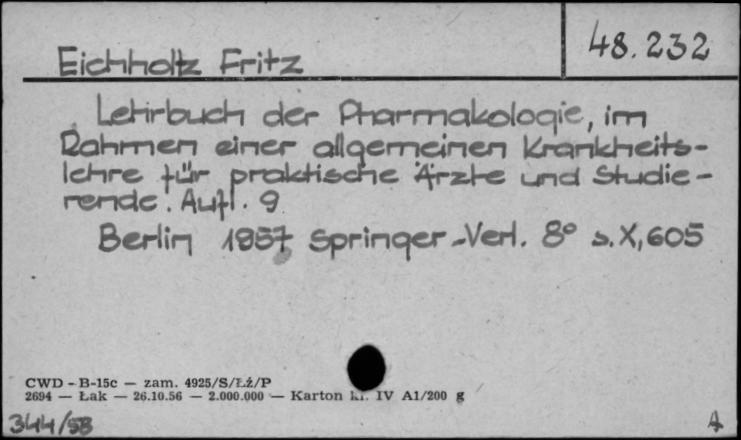 Eichholtz Fritz
48.232
Lehrbuch der Pharmakologie, im
Rahmen einer allgemeinen Krankheits-
lehre für praktische Ärzte und Studie-
rende. Aufl. 9
Berlin 1957 Springer-Verl. 8° s. X, 605
CWD - B-15c — zam. 4925/S/Łź/P
2694 — Łak — 26.10.56 — 2.000.000 — Karton kl. IV A1/200 g
344/58
A